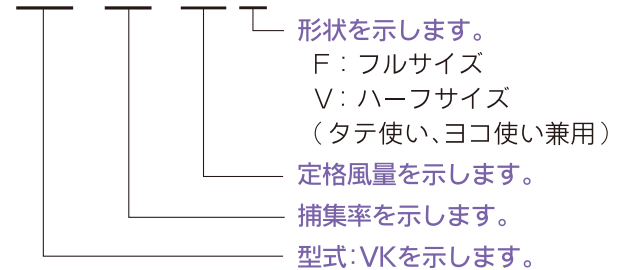 形状を示します。
F：フルサイズ
V：ハーフサイズ
（タテ使い、ヨコ使い兼用）
定格風量を示します。
捕集率を示します。
型式：VKを示します。